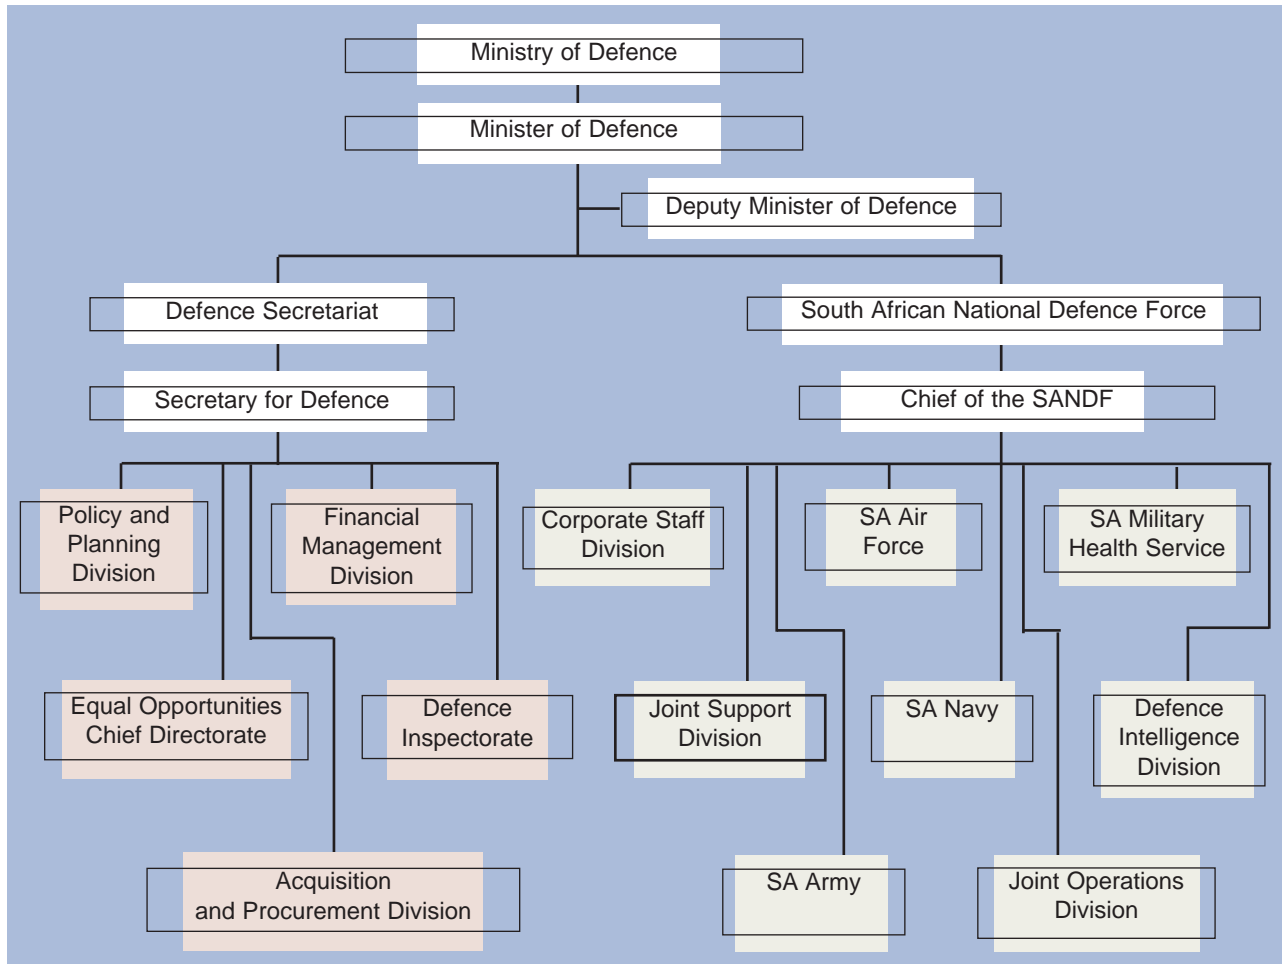 Ministry of Defence
Minister of Defence
Deputy Minister of Defence
Defence Secretariat
South African National Defence Force
Secretary for Defence
Chief of the SANDF
Policy and
Planning
Division
Financial
Management
Division
Corporate Staff
Division
SA Air
Force
SA Military
Health Service
Equal Opportunities
Chief Directorate
Defence
Inspectorate
Joint Support
Division
SA Navy
Defence
Intelligence
Division
Acquisition
and Procurement Division
SA Army
Joint Operations
Division